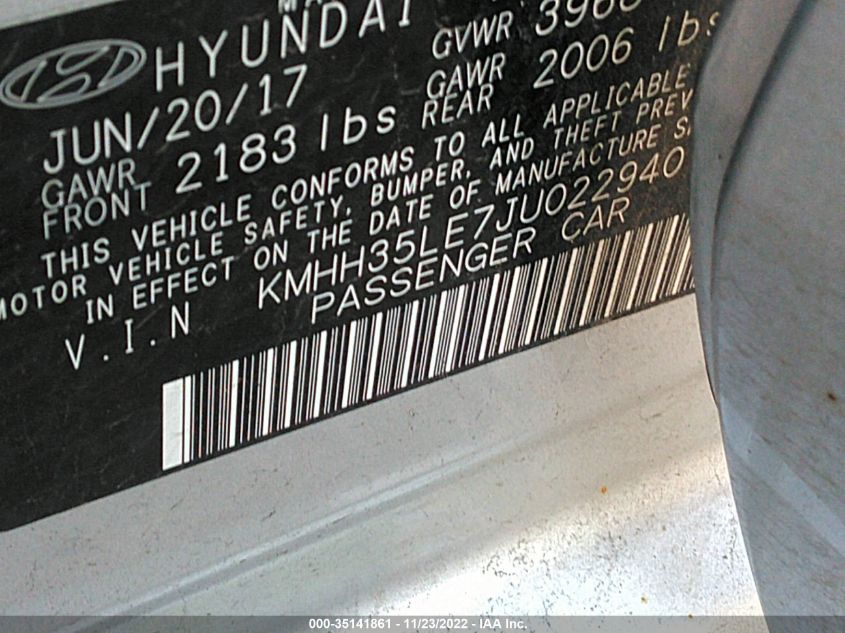 HYUNDAI
JUN/20/17
GVWR
GAWR FRONT 2183 lbs
GAWR REAR 2006 lbs
THIS VEHICLE CONFORMS TO ALL APPLICABLE
MOTOR VEHICLE SAFETY, BUMPER, AND THEFT PREV
IN EFFECT ON THE DATE OF MANUFACTURE
V.I.N KMHH35LE7JU022940
PASSENGER CAR
000-35141861 - 11/23/2022 - IAA Inc.